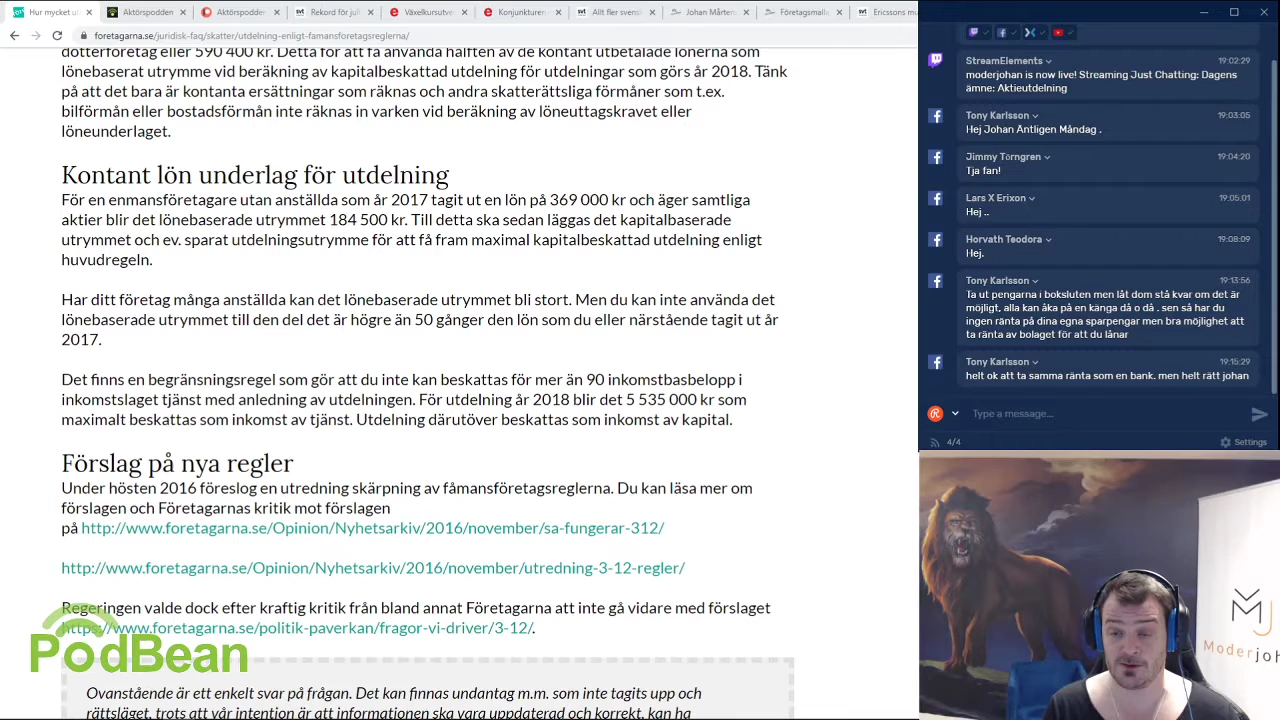 Hur mycket u
Aktörspodden
Aktörspodden
Rekord för jul
Växelkursutve
Konjunkturen
Allt fler svens
Johan Mårten
Företagsmall
Ericssons m
foretagarna.se/juridisk-faq/skatter/utdelning-enligt-famansforetagsreglerna/
dotterföretag eller 590 400 kr. Detta för att få använda hälften av de kontant utbetalade lönerna som
lönebaserat utrymme vid beräkning av kapitalbeskattad utdelning för utdelningar som görs år 2018. Tänk
på att det bara är kontanta ersättningar som räknas och andra skatterättsliga förmåner som t.ex.
bilförmån eller bostadsförmån inte räknas in varken vid beräkning av löneuttagskravet eller
löneunderlaget.
Kontant lön underlag för utdelning
För en enmansföretagare utan anställda som år 2017 tagit ut en lön på 369 000 kr och äger samtliga
aktier blir det lönebaserade utrymmet 184 500 kr. Till detta ska sedan läggas det kapitalbaserade
utrymmet och ev. sparat utdelningsutrymme för att få fram maximal kapitalbeskattad utdelning enligt
huvudregeln.
Har ditt företag många anställda kan det lönebaserade utrymmet bli stort. Men du kan inte använda det
lönebaserade utrymmet till den del det är högre än 50 gånger den lön som du eller närstående tagit ut år
2017.
Det finns en begränsningsregel som gör att du inte kan beskattas för mer än 90 inkomstbasbelopp i
inkomstslaget tjänst med anledning av utdelningen. För utdelning år 2018 blir det 5 535 000 kr som
maximalt beskattas som inkomst av tjänst. Utdelning därutöver beskattas som inkomst av kapital.
Förslag på nya regler
Under hösten 2016 föreslog en utredning skärpning av fåmansföretagsreglerna. Du kan läsa mer om
förslagen och Företagarnas kritik mot förslagen
på http://www.foretagarna.se/Opinion/Nyhetsarkiv/2016/november/sa-fungerar-312/
http://www.foretagarna.se/Opinion/Nyhetsarkiv/2016/november/utredning-3-12-regler/
Regeringen valde dock efter kraftig kritik från bland annat Företagarna att inte gå vidare med förslaget
https://www.foretagarna.se/politik-paverkan/fragor-vi-driver/3-12/.
PodBean
Ovanstående är ett enkelt svar på frågan. Det kan finnas undantag m.m. som inte tagits upp och
rättsläget, trots att vår intention är att informationen ska vara uppdaterad och korrekt, kan ha
StreamElements 19:02:29
moderjohan is now live! Streaming Just Chatting: Dagens
ämne: Aktieutdelning
Tony Karlsson 19:03:05
Hej Johan Äntligen Måndag .
Jimmy Törngren 19:04:20
Tja fan!
Lars X Erixon 19:05:01
Hej ..
Horvath Teodora 19:08:09
Hej.
Tony Karlsson 19:13:56
Ta ut pengarna i boksluten men låt dom stå kvar om det är
möjligt, alla kan åka på en känga då o då . sen så har du
ingen ränta på dina egna sparpengar men bra möjlighet att
ta ränta av bolaget för att du lånar
Tony Karlsson 19:15:29
helt ok att ta samma ränta som en bank. men helt rätt johan
Type a message...
4/4
Settings
MJ
Moderjoh